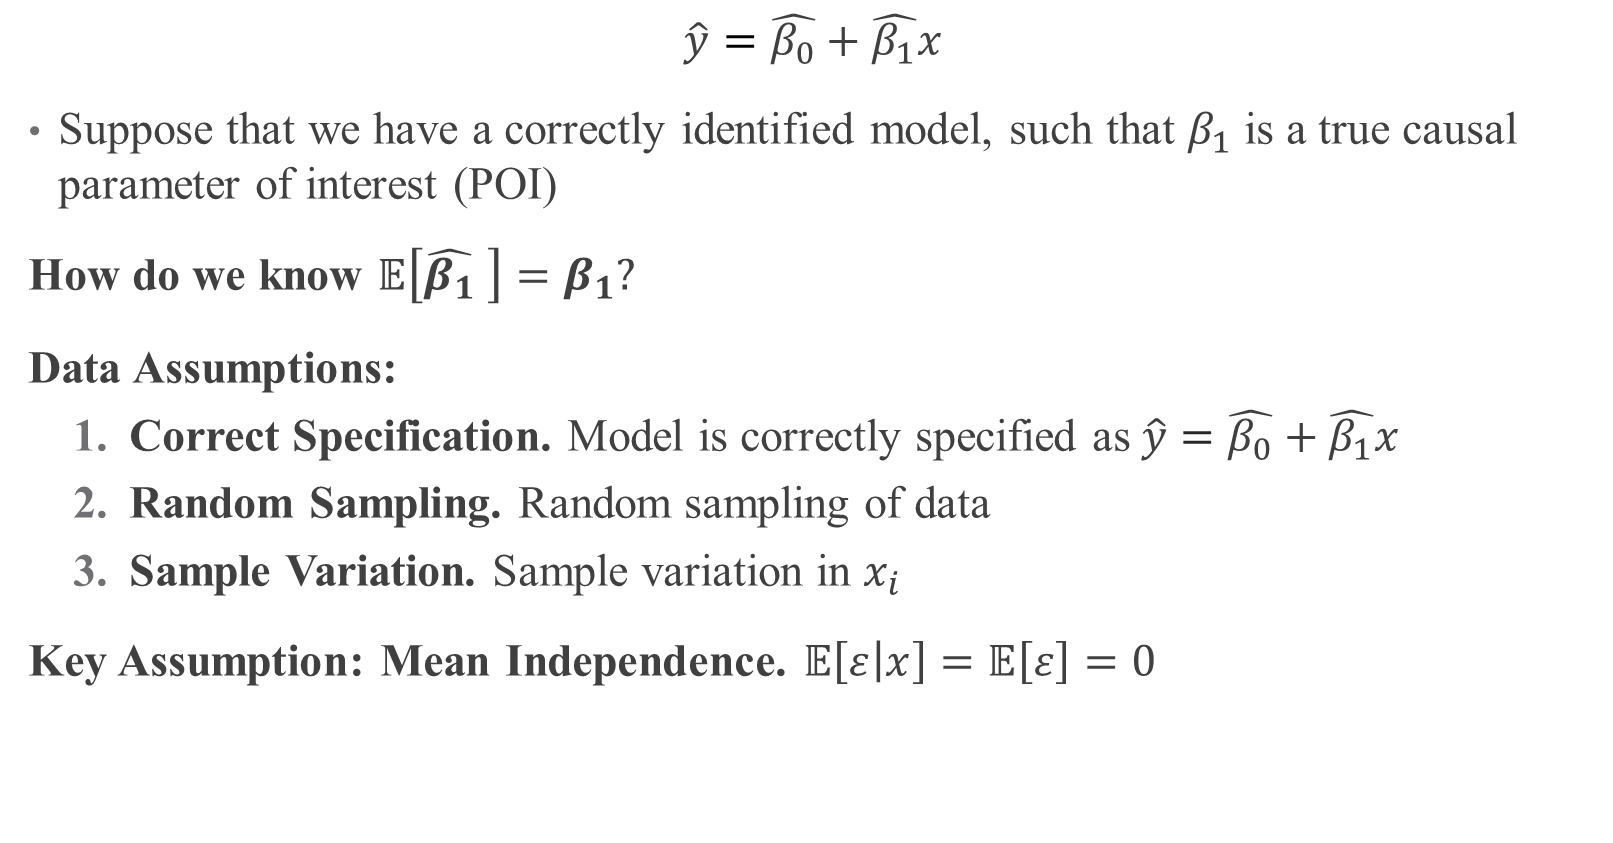 ŷ = β̂₀ + β̂₁x
• Suppose that we have a correctly identified model, such that β₁ is a true causal
parameter of interest (POI)
How do we know 𝔼[β̂₁] = β₁?
Data Assumptions:
1. Correct Specification. Model is correctly specified as ŷ = β̂₀ + β̂₁x
2. Random Sampling. Random sampling of data
3. Sample Variation. Sample variation in xᵢ
Key Assumption: Mean Independence. 𝔼[ε|x] = 𝔼[ε] = 0